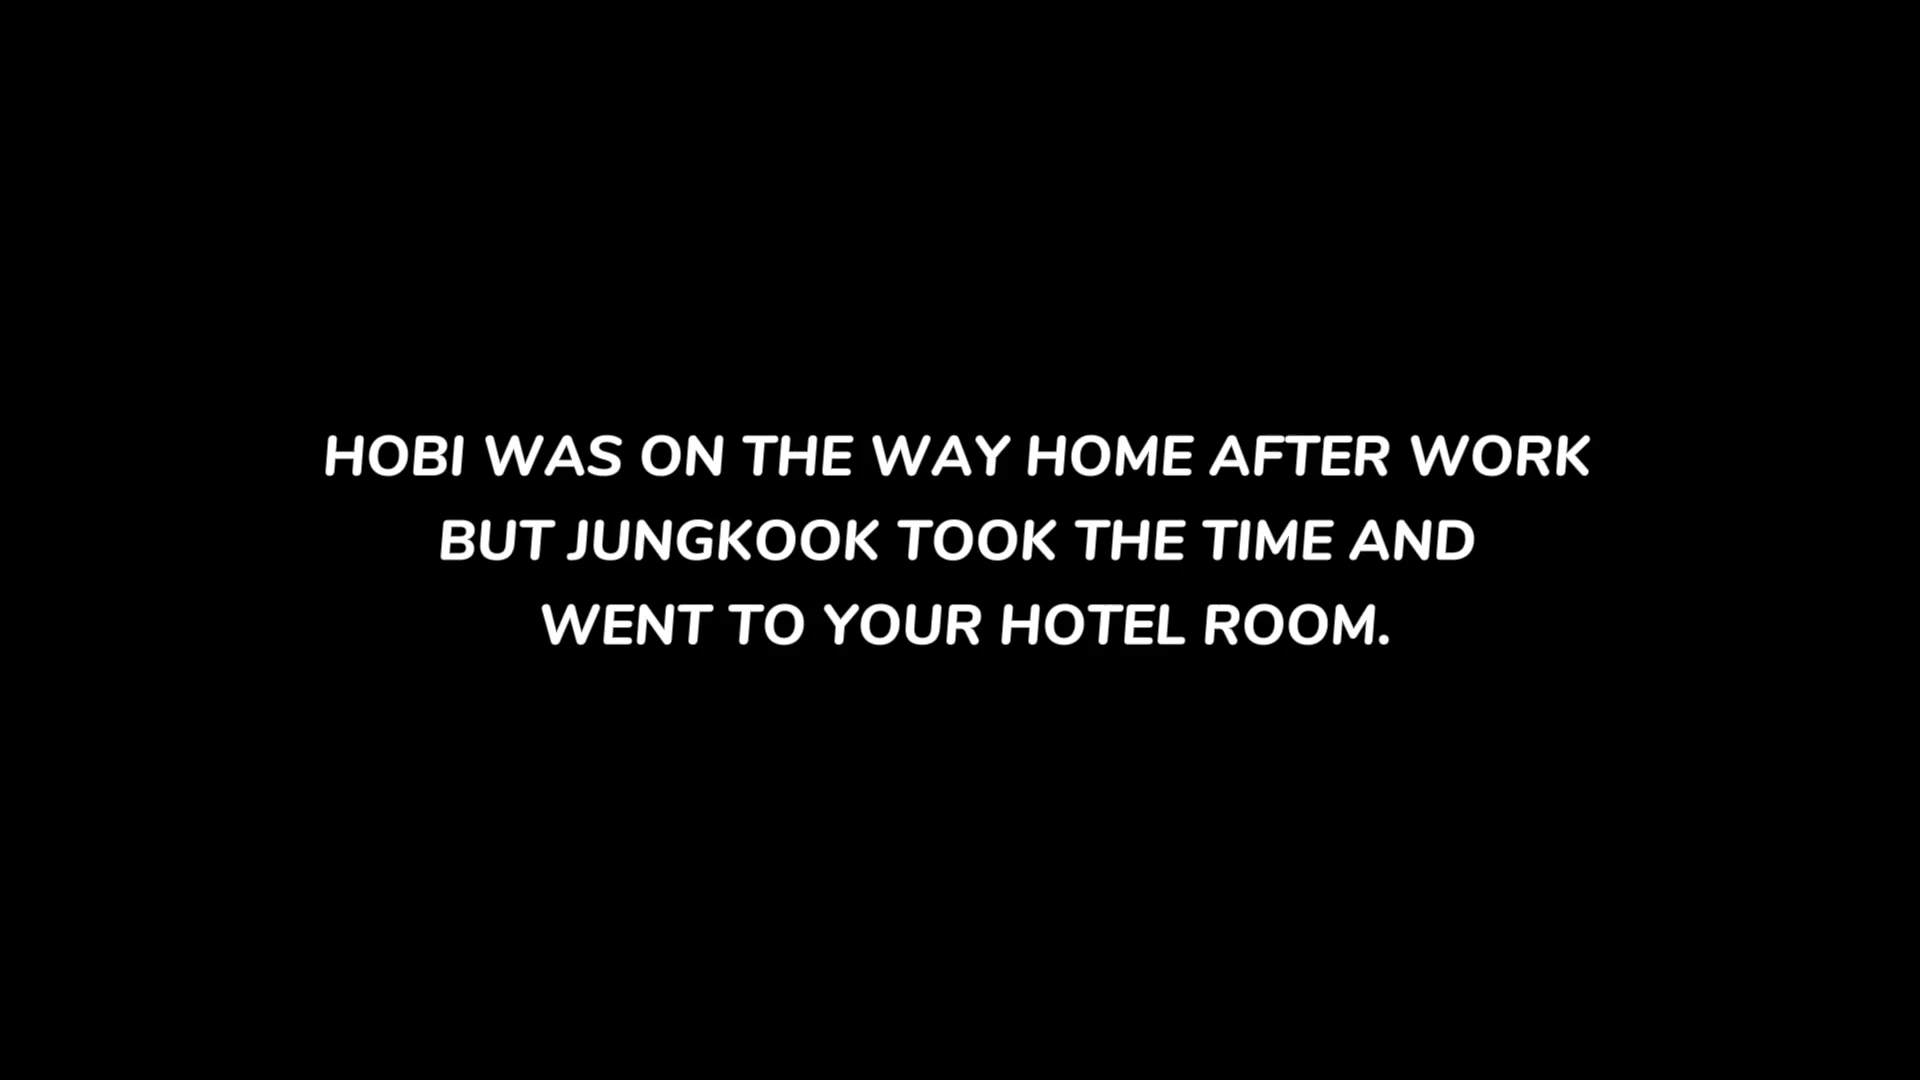 HOBI WAS ON THE WAY HOME AFTER WORK
BUT JUNGKOOK TOOK THE TIME AND
WENT TO YOUR HOTEL ROOM.